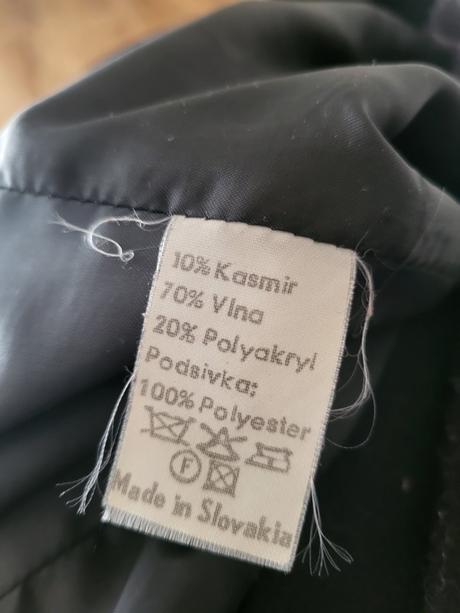 10% Kasmir
70% Vlna
20% Polyakryl
Podsivka:
100% Polyester
F
Made in Slovakia